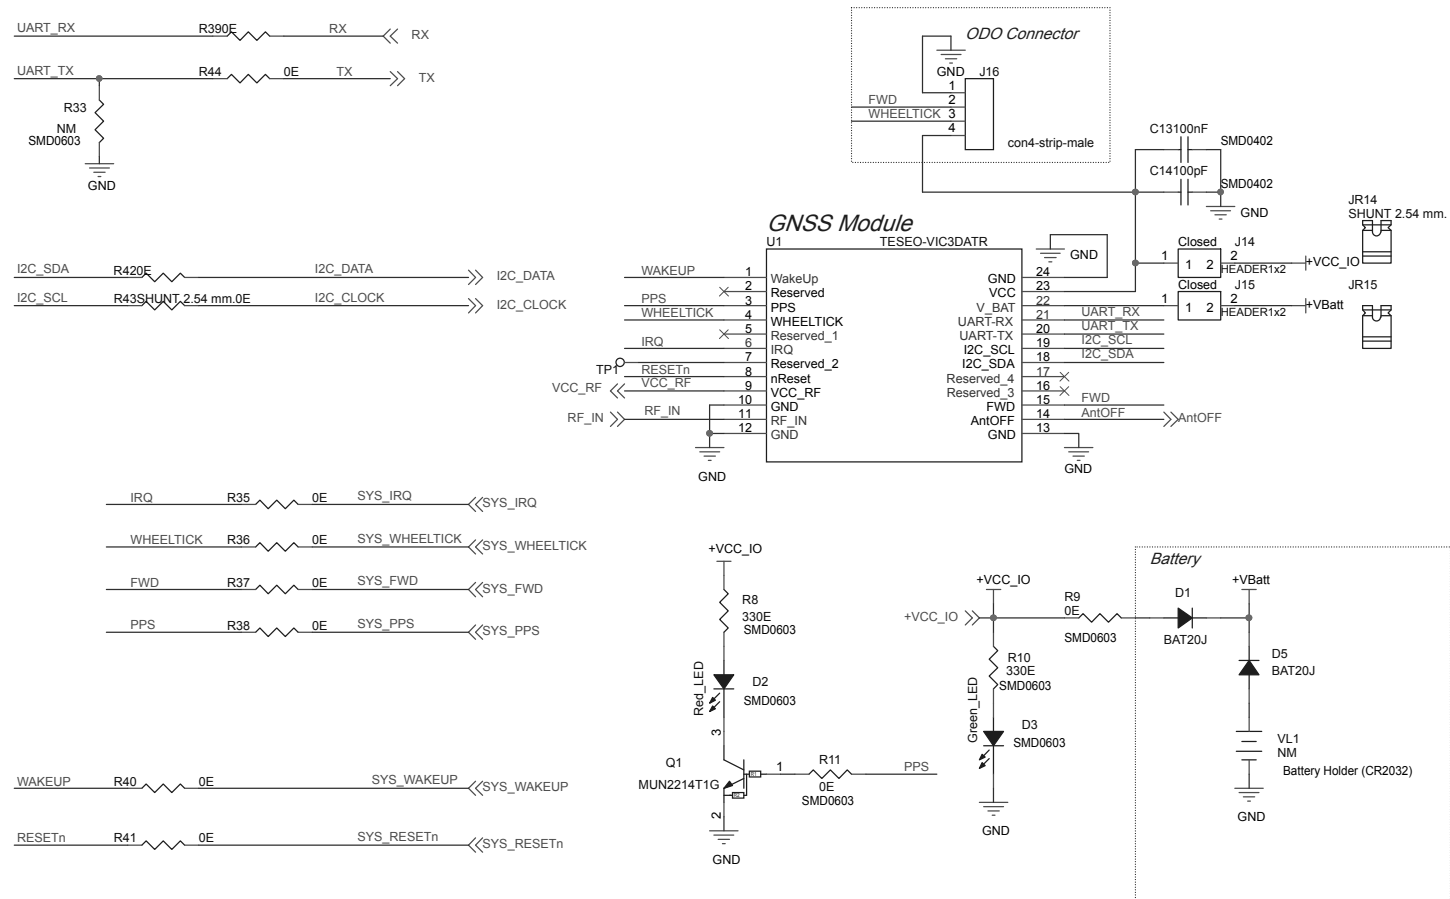 UART_RX R390E RX RX
UART_TX R44 0E TX TX
R33
NM
SMD0603
GND
ODO Connector
GND J16
1
FWD 2
WHEELTICK 3
4
con4-strip-male
C13100nF
SMD0402
C14100pF
SMD0402
GND
JR14
SHUNT 2.54 mm.
I2C_SDA R420E I2C_DATA I2C_DATA
I2C_SCL R43SHUNT 2.54 mm.0E I2C_CLOCK I2C_CLOCK
GNSS Module
U1 TESEO-VIC3DATR
GND
WAKEUP 1 WakeUp
2 Reserved
PPS 3 PPS
WHEELTICK 4 WHEELTICK
5 Reserved_1
IRQ 6 IRQ
TP1 7 Reserved_2
RESETn 8 nReset
VCC_RF VCC_RF 9 VCC_RF
10 GND
RF_IN RF_IN 11 RF_IN
12 GND
GND
GND 24
VCC 23
V_BAT 22
UART-RX 21 UART_RX
UART-TX 20 UART_TX
I2C_SCL 19 I2C_SCL
I2C_SDA 18 I2C_SDA
Reserved_4 17
Reserved_3 16
FWD 15 FWD
AntOFF 14 AntOFF AntOFF
GND 13
GND
Closed J14
1 1 2 2 +VCC_IO
HEADER1x2
Closed J15
1 1 2 2 +VBatt
HEADER1x2
JR15
IRQ R35 0E SYS_IRQ SYS_IRQ
WHEELTICK R36 0E SYS_WHEELTICK SYS_WHEELTICK
FWD R37 0E SYS_FWD SYS_FWD
PPS R38 0E SYS_PPS SYS_PPS
WAKEUP R40 0E SYS_WAKEUP SYS_WAKEUP
RESETn R41 0E SYS_RESETn SYS_RESETn
+VCC_IO
R8
330E
SMD0603
Red_LED
D2
SMD0603
3
Q1
MUN2214T1G
1
R11
0E
SMD0603
PPS
2
GND
+VCC_IO
+VCC_IO
R10
330E
SMD0603
Green_LED
D3
SMD0603
GND
R9
0E
SMD0603
Battery
D1
BAT20J
+VBatt
D5
BAT20J
VL1
NM
Battery Holder (CR2032)
GND